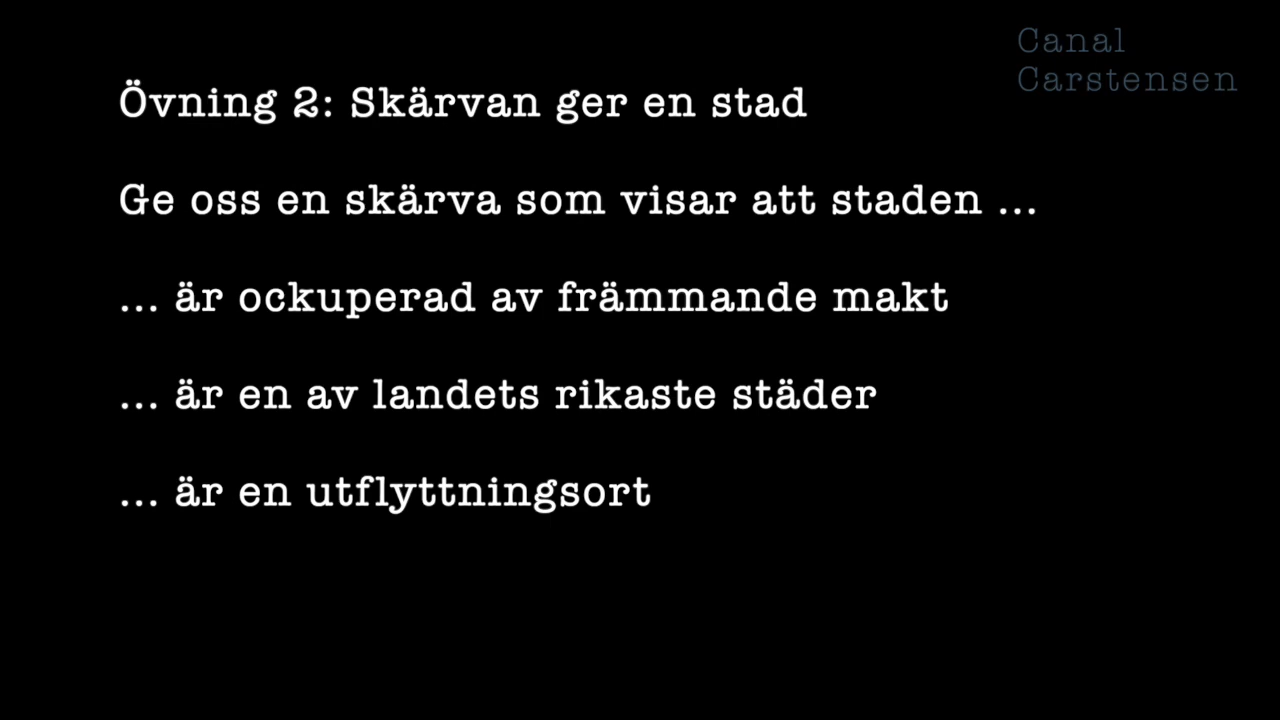 Canal
Carstensen
Övning 2: Skärvan ger en stad
Ge oss en skärva som visar att staden ...
... är ockuperad av främmande makt
... är en av landets rikaste städer
... är en utflyttningsort